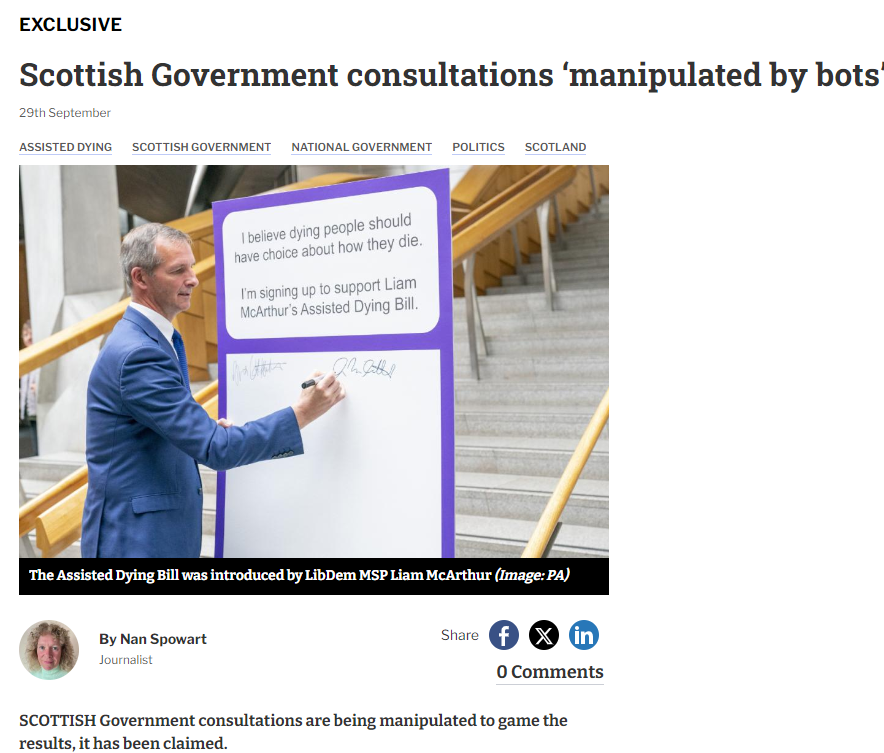 EXCLUSIVE
Scottish Government consultations ‘manipulated by bots’
29th September
ASSISTED DYING SCOTTISH GOVERNMENT NATIONAL GOVERNMENT POLITICS SCOTLAND
I believe dying people should
have choice about how they die.
I'm signing up to support Liam
McArthur's Assisted Dying Bill.
The Assisted Dying Bill was introduced by LibDem MSP Liam McArthur (Image: PA)
By Nan Spowart
Journalist
Share
0 Comments
SCOTTISH Government consultations are being manipulated to game the
results, it has been claimed.